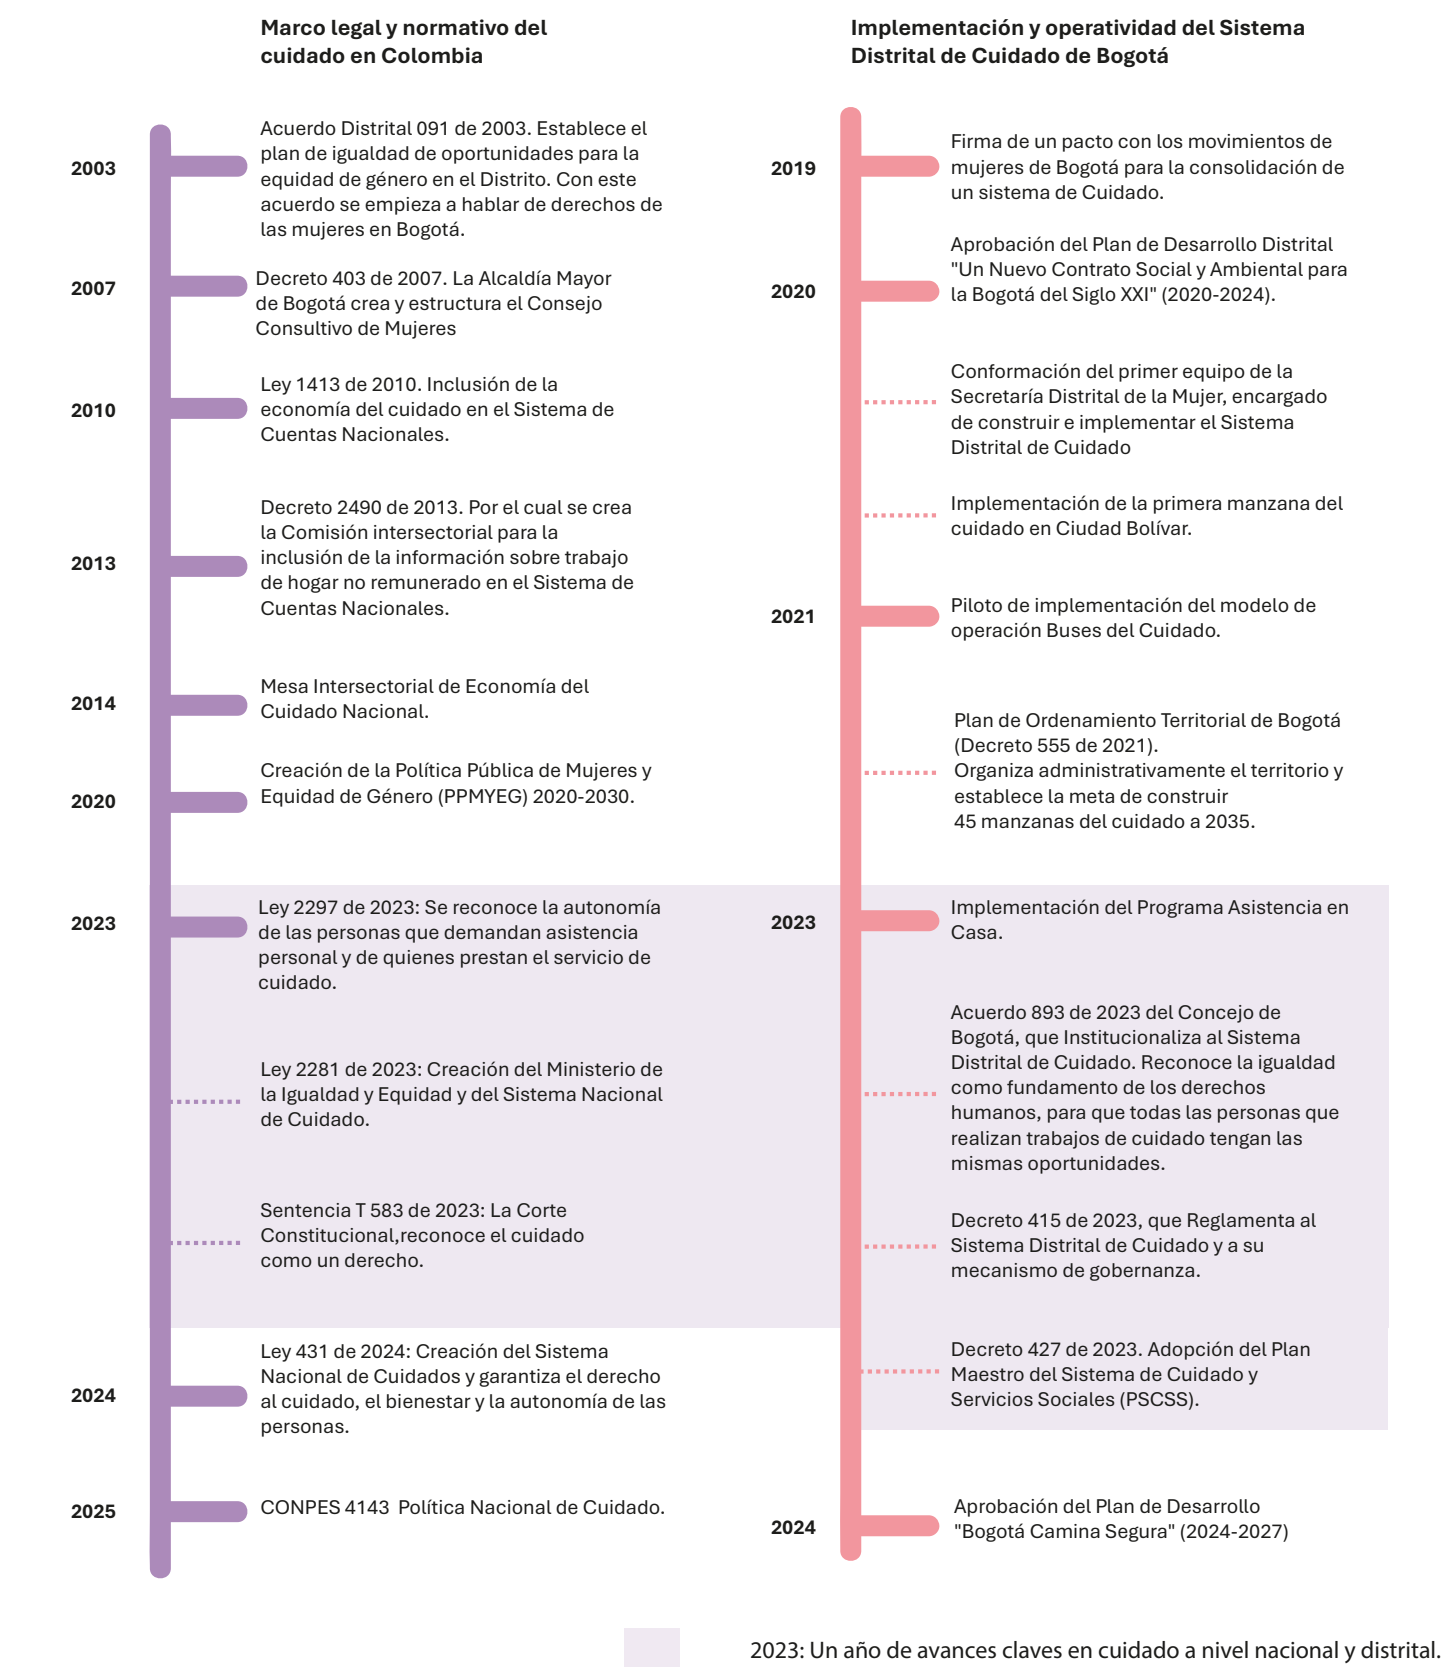 Marco legal y normativo del
cuidado en Colombia
2003
Acuerdo Distrital 091 de 2003. Establece el
plan de igualdad de oportunidades para la
equidad de género en el Distrito. Con este
acuerdo se empieza a hablar de derechos de
las mujeres en Bogotá.
2007
Decreto 403 de 2007. La Alcaldía Mayor
de Bogotá crea y estructura el Consejo
Consultivo de Mujeres
2010
Ley 1413 de 2010. Inclusión de la
economía del cuidado en el Sistema de
Cuentas Nacionales.
2013
Decreto 2490 de 2013. Por el cual se crea
la Comisión intersectorial para la
inclusión de la información sobre trabajo
de hogar no remunerado en el Sistema de
Cuentas Nacionales.
2014
Mesa Intersectorial de Economía del
Cuidado Nacional.
2020
Creación de la Política Pública de Mujeres y
Equidad de Género (PPMYEG) 2020-2030.
2023
Ley 2297 de 2023: Se reconoce la autonomía
de las personas que demandan asistencia
personal y de quienes prestan el servicio de
cuidado.
Ley 2281 de 2023: Creación del Ministerio de
la Igualdad y Equidad y del Sistema Nacional
de Cuidado.
Sentencia T 583 de 2023: La Corte
Constitucional,reconoce el cuidado
como un derecho.
2024
Ley 431 de 2024: Creación del Sistema
Nacional de Cuidados y garantiza el derecho
al cuidado, el bienestar y la autonomía de las
personas.
2025
CONPES 4143  Política Nacional de Cuidado.
Implementación y operatividad del Sistema
Distrital de Cuidado de Bogotá
2019
Firma de un pacto con los movimientos de
mujeres de Bogotá para la consolidación de
un sistema de Cuidado.
2020
Aprobación del Plan de Desarrollo Distrital
"Un Nuevo Contrato Social y Ambiental para
la Bogotá del Siglo XXI" (2020-2024).
Conformación del primer equipo de la
Secretaría Distrital de la Mujer, encargado
de construir e implementar el Sistema
Distrital de Cuidado
Implementación de la primera manzana del
cuidado en Ciudad Bolívar.
2021
Piloto de implementación del modelo de
operación Buses del Cuidado.
Plan de Ordenamiento Territorial de Bogotá
(Decreto 555 de 2021).
Organiza administrativamente el territorio y
establece la meta de construir
45 manzanas del cuidado a 2035.
2023
Implementación del Programa Asistencia en
Casa.
Acuerdo 893 de 2023 del Concejo de
Bogotá, que Institucionaliza al Sistema
Distrital de Cuidado. Reconoce la igualdad
como fundamento de los derechos
humanos, para que todas las personas que
realizan trabajos de cuidado tengan las
mismas oportunidades.
Decreto 415 de 2023, que Reglamenta al
Sistema Distrital de Cuidado y a su
mecanismo de gobernanza.
Decreto 427 de 2023. Adopción del Plan
Maestro del Sistema de Cuidado y
Servicios Sociales (PSCSS).
2024
Aprobación del Plan de Desarrollo
"Bogotá Camina Segura" (2024-2027)
2023: Un año de avances claves en cuidado a nivel nacional y distrital.